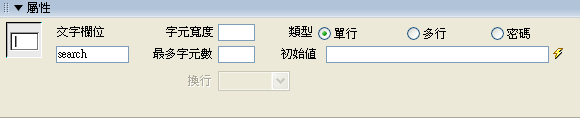 屬性
文字欄位 字元寬度 類型 單行 多行 密碼
search 最多字元數 初始值
換行